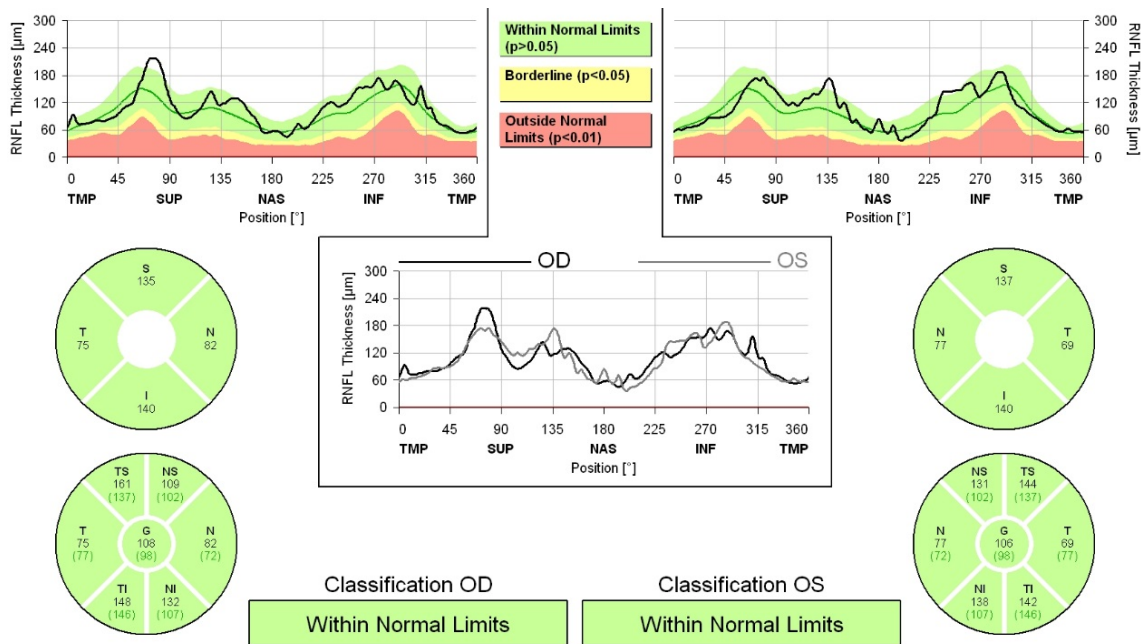 300
240
180
120
60
0
RNFL Thickness [µm]
0 45 90 135 180 225 270 315 360
TMP SUP NAS INF TMP
Position [°]
Within Normal Limits
(p>0.05)
Borderline (p<0.05)
Outside Normal
Limits (p<0.01)
300
240
180
120
60
0
RNFL Thickness [µm]
0 45 90 135 180 225 270 315 360
TMP SUP NAS INF TMP
Position [°]
S
135
T
75
N
82
I
140
OD OS
300
240
180
120
60
0
RNFL Thickness [µm]
0 45 90 135 180 225 270 315 360
TMP SUP NAS INF TMP
Position [°]
S
137
N
77
T
69
I
140
TS
161
(137)
NS
109
(102)
T
75
(77)
G
108
(98)
N
82
(72)
TI
148
(146)
NI
132
(107)
Classification OD
Within Normal Limits
Classification OS
Within Normal Limits
NS
131
(102)
TS
144
(137)
N
77
(72)
G
106
(98)
T
69
(77)
NI
138
(107)
TI
142
(146)